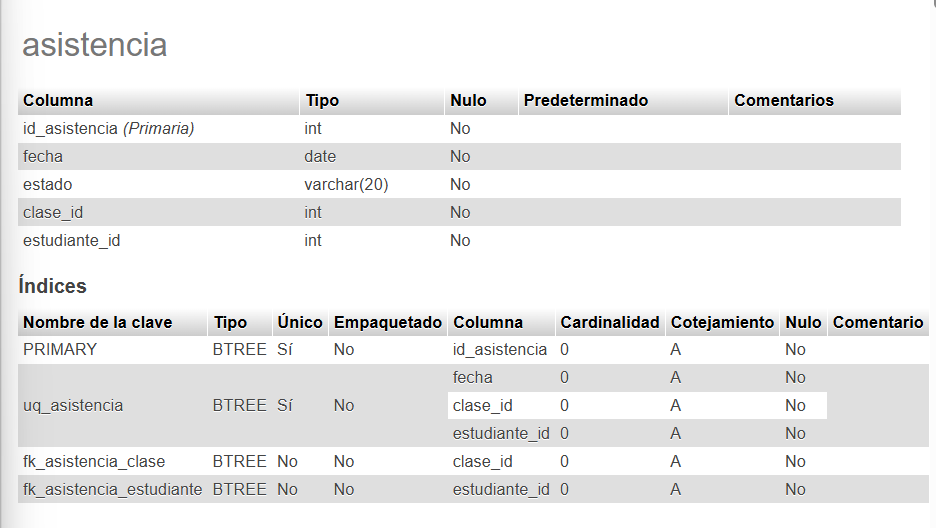 asistencia
Columna Tipo Nulo Predeterminado Comentarios
id_asistencia (Primaria) int No
fecha date No
estado varchar(20) No
clase_id int No
estudiante_id int No
Índices
Nombre de la clave Tipo Único Empaquetado Columna Cardinalidad Cotejamiento Nulo Comentario
PRIMARY BTREE Sí No id_asistencia 0 A No
fecha 0 A No
uq_asistencia BTREE Sí No clase_id 0 A No
estudiante_id 0 A No
fk_asistencia_clase BTREE No No clase_id 0 A No
fk_asistencia_estudiante BTREE No No estudiante_id 0 A No